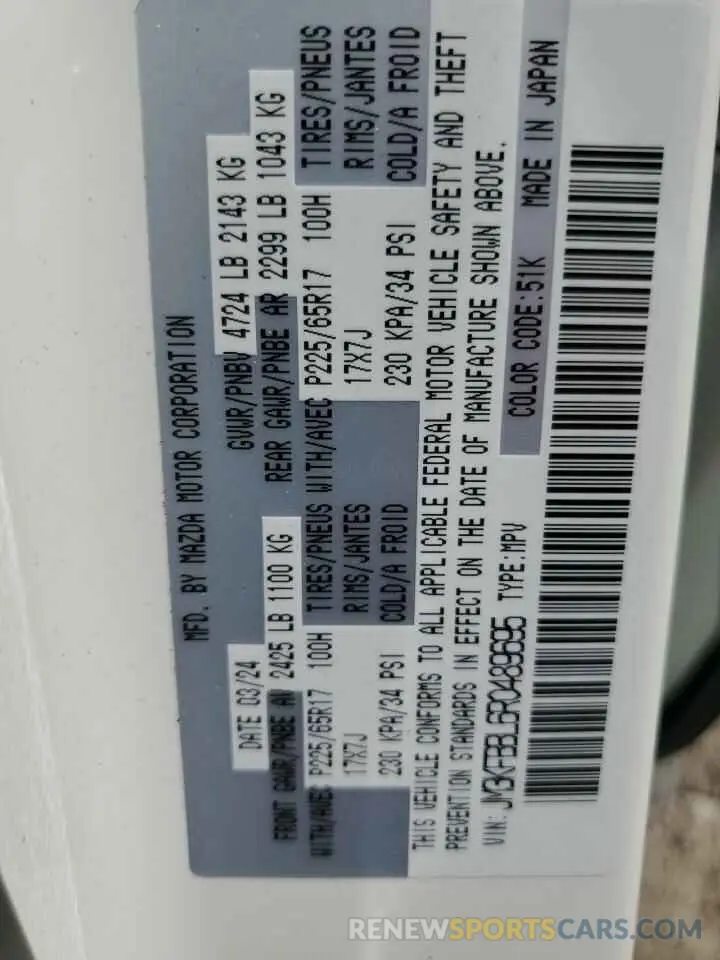 MFD. BY MAZDA MOTOR CORPORATION
DATE 03/24 GVWR/PNBV 4724 LB 2143 KG
FRONT GAWR/PNBE AV 2425 LB 1100 KG REAR GAWR/PNBE AR 2299 LB 1043 KG
WITH/AVEC P225/65R17 100H TIRES/PNEUS WITH/AVEC P225/65R17 100H TIRES/PNEUS
17X7J RIMS/JANTES 17X7J RIMS/JANTES
230 KPA/34 PSI COLD/A FROID 230 KPA/34 PSI COLD/A FROID
THIS VEHICLE CONFORMS TO ALL APPLICABLE FEDERAL MOTOR VEHICLE SAFETY AND THEFT
PREVENTION STANDARDS IN EFFECT ON THE DATE OF MANUFACTURE SHOWN ABOVE.
VIN: JM3KFBBL6R0489695 TYPE:MPV COLOR CODE:51K MADE IN JAPAN
RENEWSPORTSCARS.COM